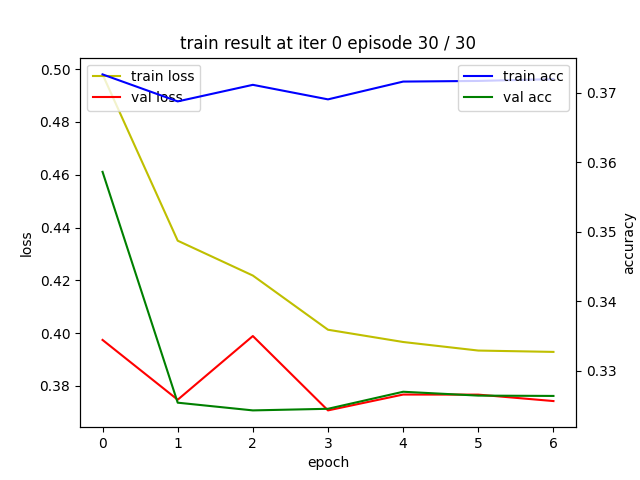 train result at iter 0 episode 30 / 30
train loss
val loss
train acc
val acc
0.50
0.48
0.46
0.44
0.42
0.40
0.38
loss
0.37
0.36
0.35
0.34
0.33
accuracy
0 1 2 3 4 5 6
epoch